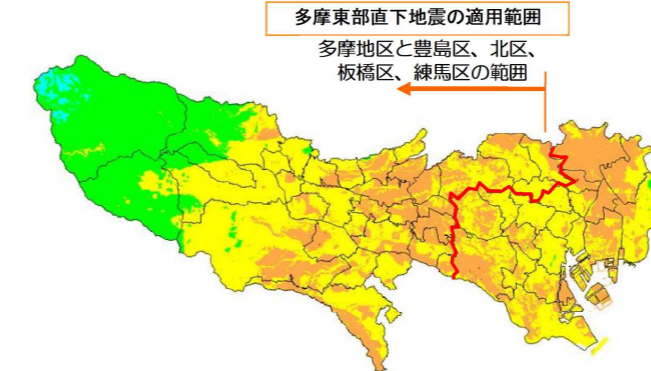 多摩東部直下地震の適用範囲
多摩地区と豊島区、北区、
板橋区、練馬区の範囲